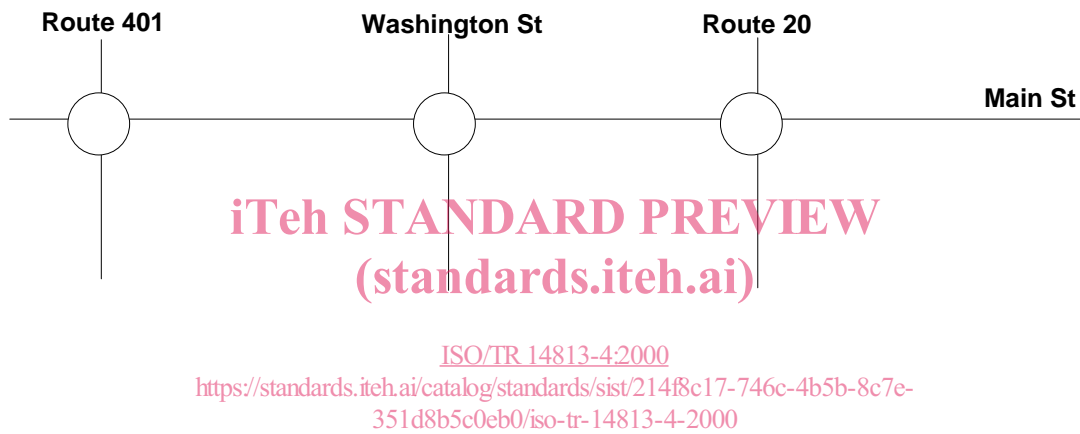 Route 401
Washington St
Route 20
Main St
iTeh STANDARD PREVIEW
(standards.iteh.ai)
ISO/TR 14813-4:2000
https://standards.iteh.ai/catalog/standards/sist/214f8c17-746c-4b5b-8c7e-
351d8b5c0eb0/iso-tr-14813-4-2000